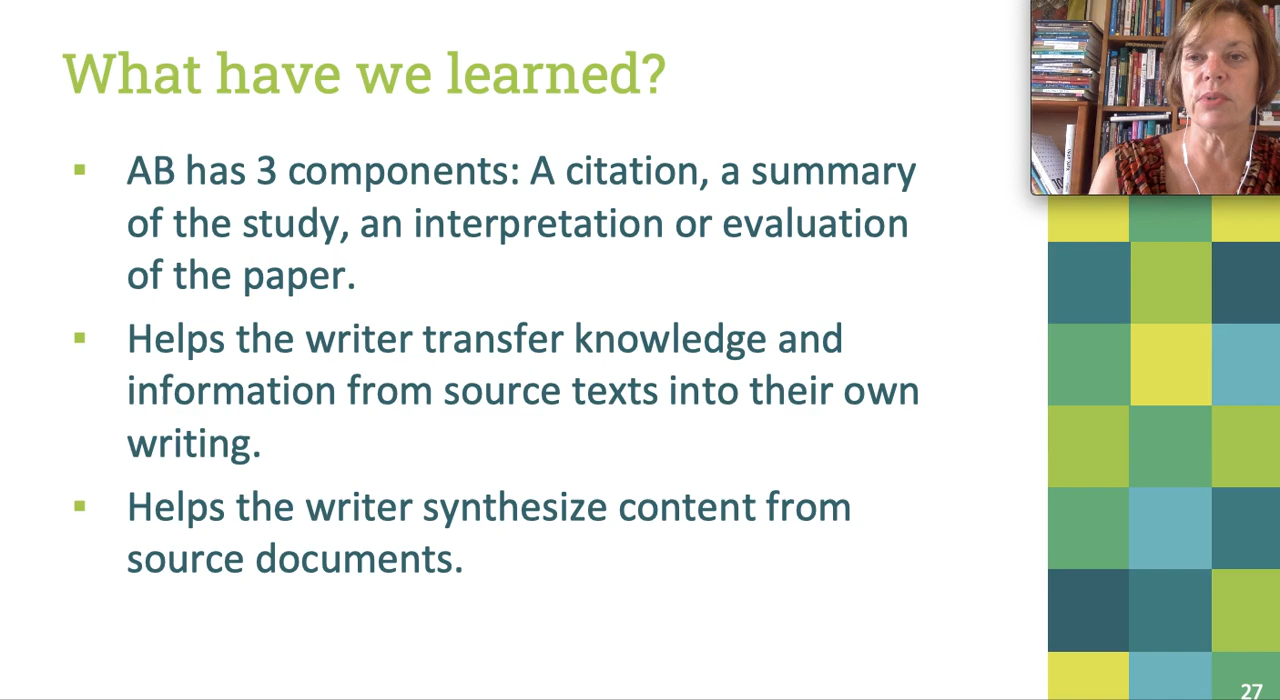 What have we learned?
▪ AB has 3 components: A citation, a summary
of the study, an interpretation or evaluation
of the paper.
▪ Helps the writer transfer knowledge and
information from source texts into their own
writing.
▪ Helps the writer synthesize content from
source documents.
27